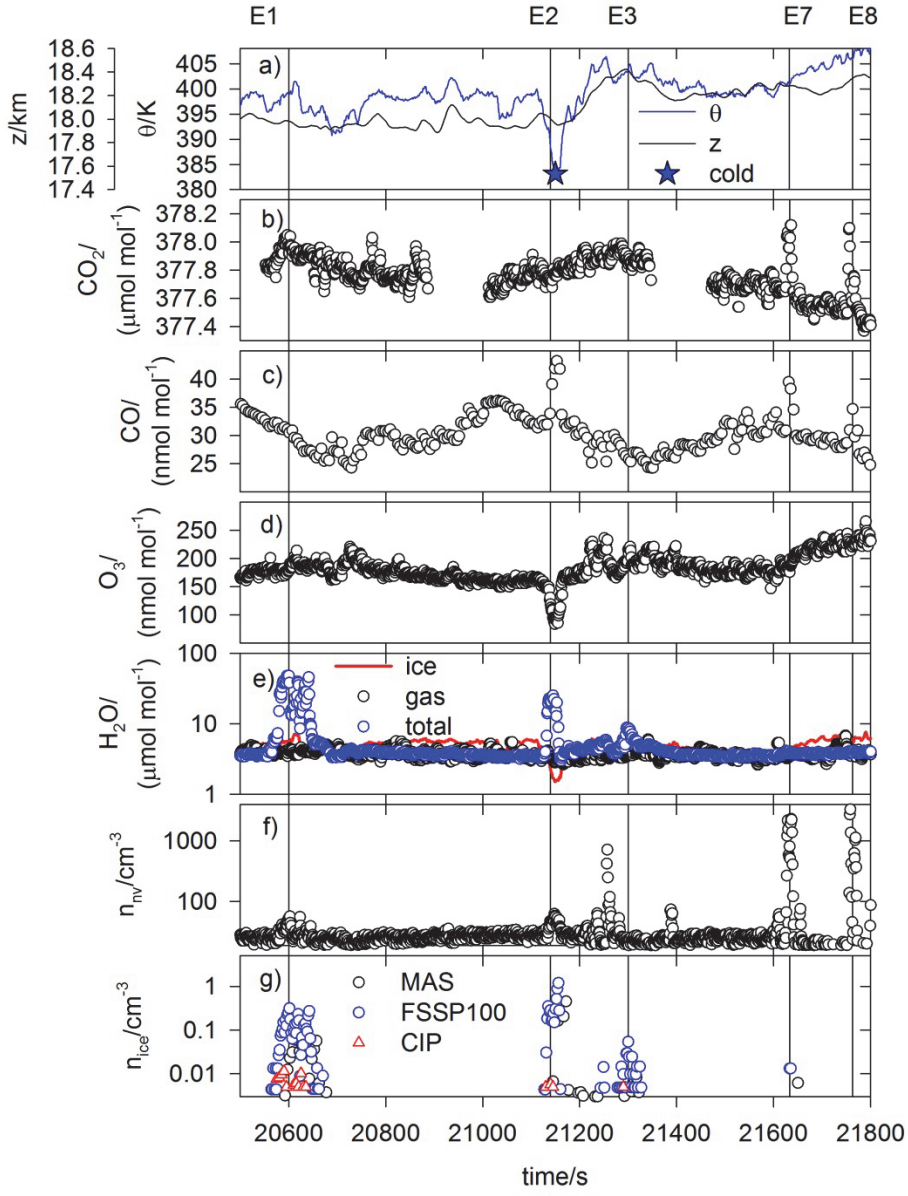 E1 E2 E3 E7 E8
z/km
18.6
18.4
18.2
18.0
17.8
17.6
17.4
θ/K
405
400
395
390
385
380
a)
θ
z
cold
CO2/
(μmol mol⁻¹)
378.2
378.0
377.8
377.6
377.4
b)
CO/
(nmol mol⁻¹)
40
35
30
25
c)
O3/
(nmol mol⁻¹)
250
200
150
100
d)
H2O/
(μmol mol⁻¹)
100
10
1
e)
ice
gas
total
nnv/cm⁻³
1000
100
f)
nice/cm⁻³
1
0.1
0.01
g)
MAS
FSSP100
CIP
20600 20800 21000 21200 21400 21600 21800
time/s